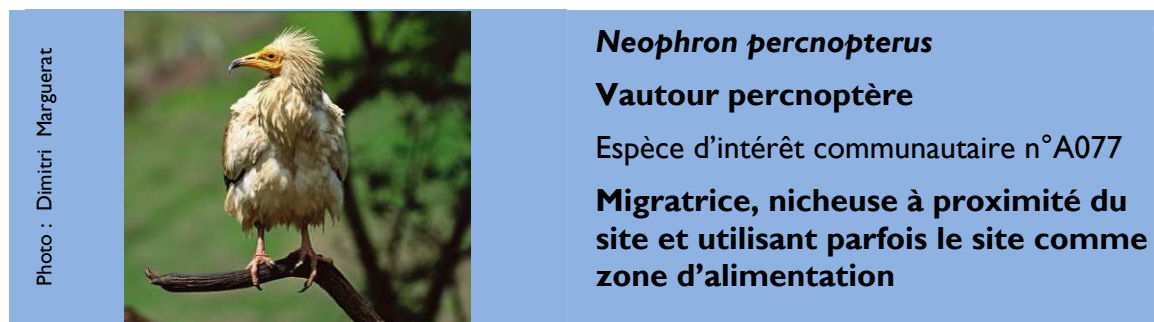 Photo : Dimitri Marguerat
Neophron percnopterus
Vautour percnoptère
Espèce d'intérêt communautaire n°A077
Migratrice, nicheuse à proximité du
site et utilisant parfois le site comme
zone d'alimentation